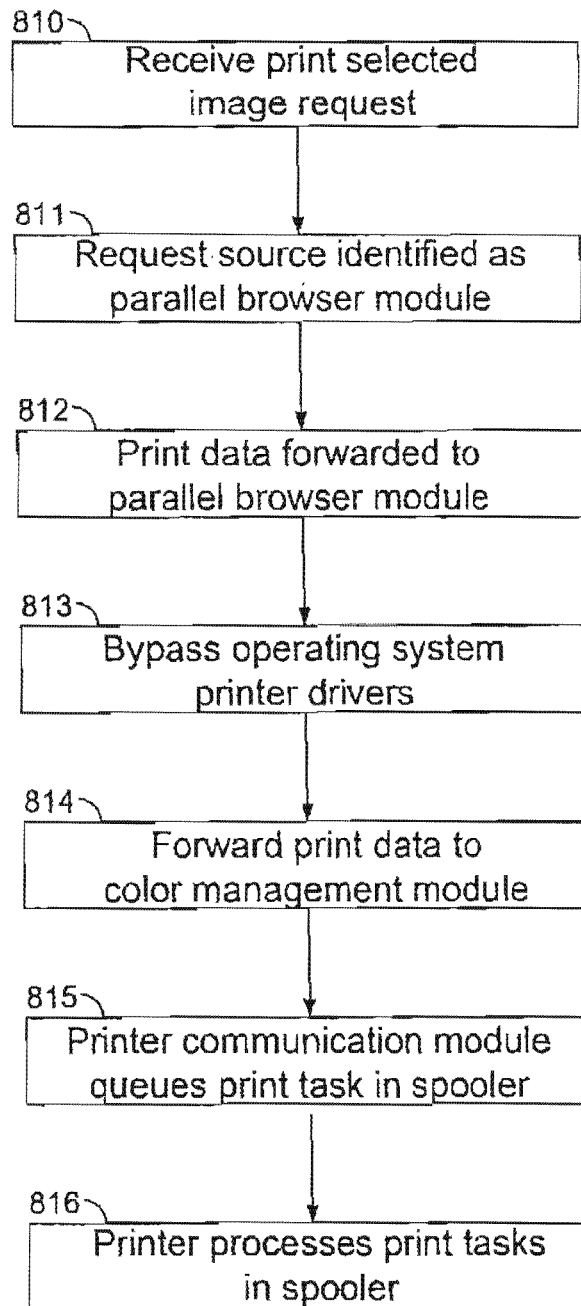 810
Receive print selected
image request
811
Request source identified as
parallel browser module
812
Print data forwarded to
parallel browser module
813
Bypass operating system
printer drivers
814
Forward print data to
color management module
815
Printer communication module
queues print task in spooler
816
Printer processes print tasks
in spooler